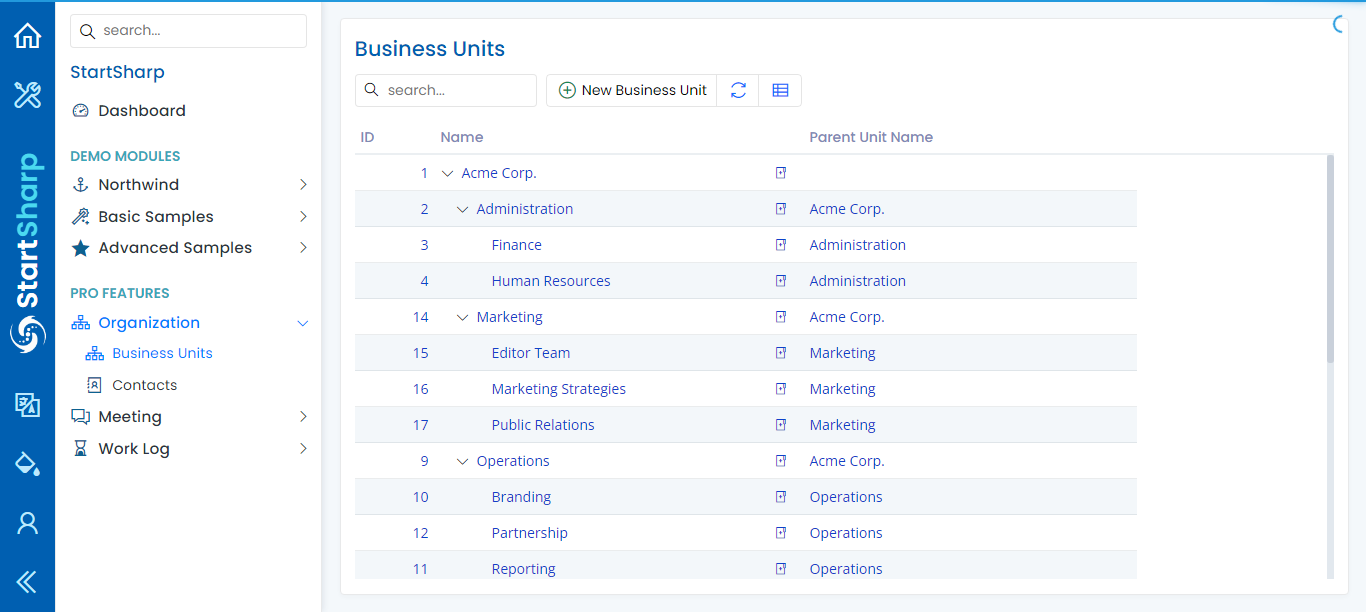 StartSharp
search...
StartSharp
Dashboard
DEMO MODULES
Northwind
Basic Samples
Advanced Samples
PRO FEATURES
Organization
Business Units
Contacts
Meeting
Work Log
Business Units
search...
New Business Unit
ID Name Parent Unit Name
1 Acme Corp.
2 Administration Acme Corp.
3 Finance Administration
4 Human Resources Administration
14 Marketing Acme Corp.
15 Editor Team Marketing
16 Marketing Strategies Marketing
17 Public Relations Marketing
9 Operations Acme Corp.
10 Branding Operations
12 Partnership Operations
11 Reporting Operations